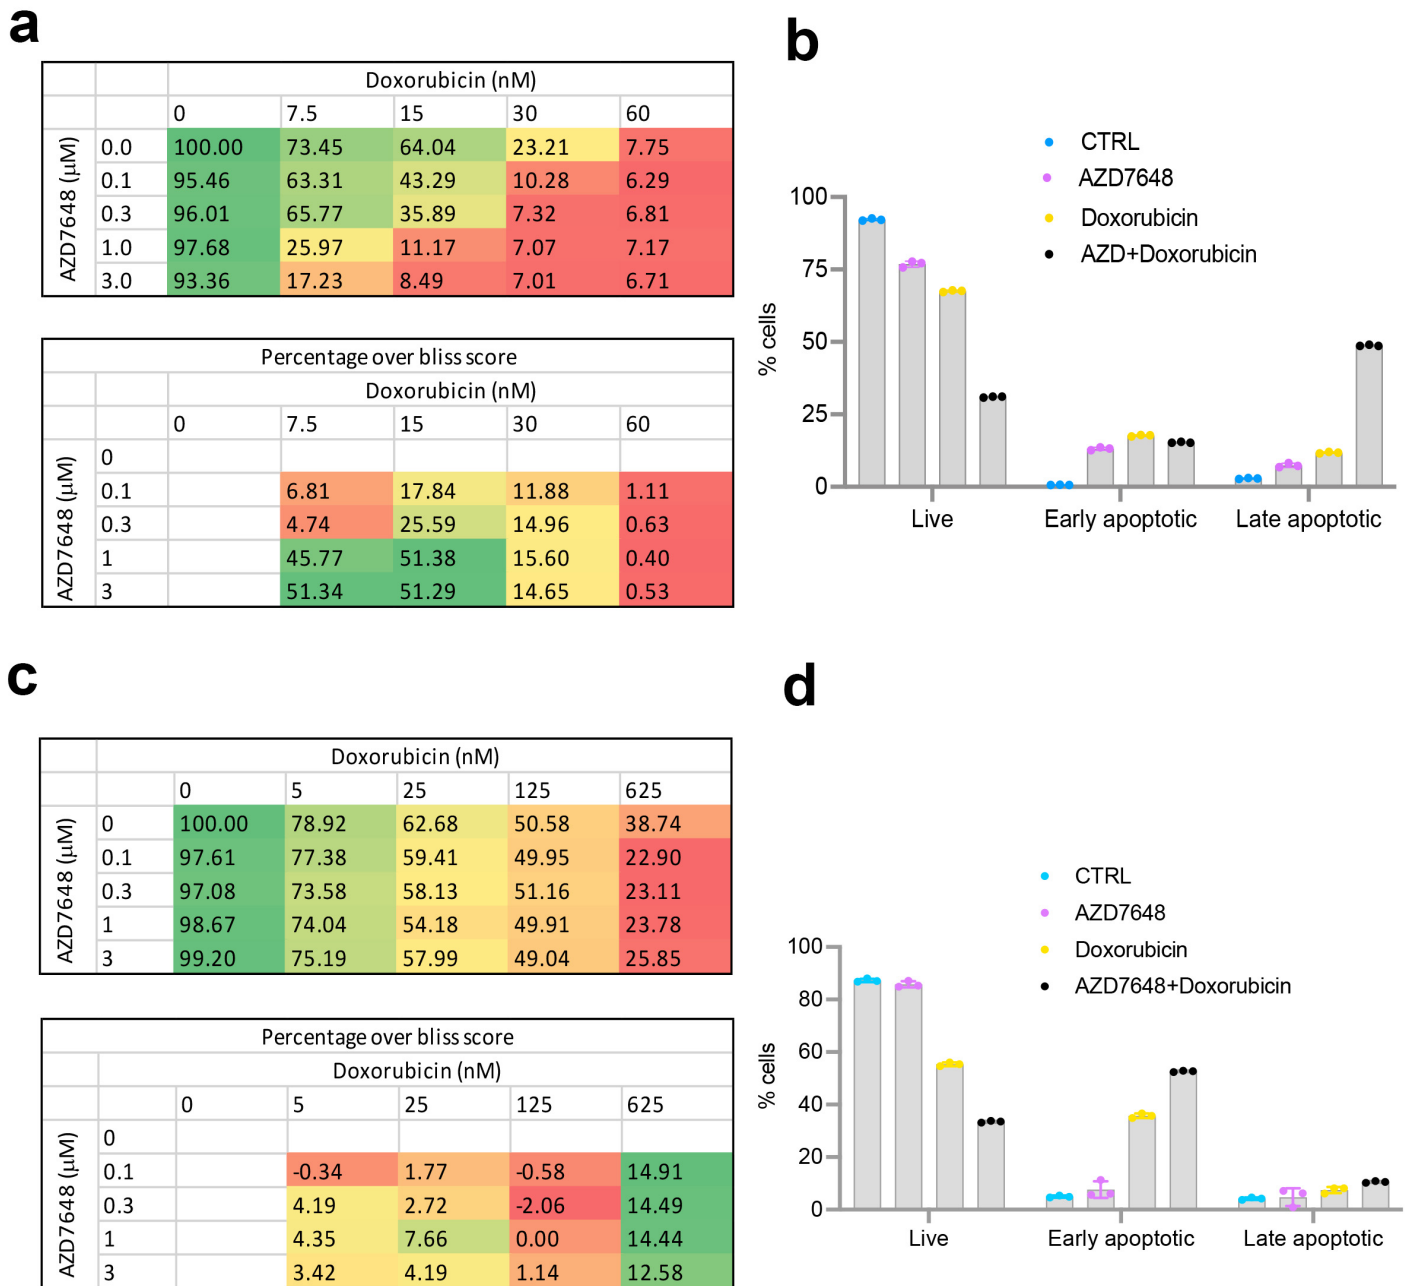 a
Doxorubicin (nM)
0 7.5 15 30 60
AZD7648 (μM)
0.0 100.00 73.45 64.04 23.21 7.75
0.1 95.46 63.31 43.29 10.28 6.29
0.3 96.01 65.77 35.89 7.32 6.81
1.0 97.68 25.97 11.17 7.07 7.17
3.0 93.36 17.23 8.49 7.01 6.71
Percentage over bliss score
Doxorubicin (nM)
0 7.5 15 30 60
AZD7648 (μM)
0
0.1 6.81 17.84 11.88 1.11
0.3 4.74 25.59 14.96 0.63
1 45.77 51.38 15.60 0.40
3 51.34 51.29 14.65 0.53
b
CTRL
AZD7648
Doxorubicin
AZD+Doxorubicin
% cells
100
75
50
25
0
Live Early apoptotic Late apoptotic
c
Doxorubicin (nM)
0 5 25 125 625
AZD7648 (μM)
0 100.00 78.92 62.68 50.58 38.74
0.1 97.61 77.38 59.41 49.95 22.90
0.3 97.08 73.58 58.13 51.16 23.11
1 98.67 74.04 54.18 49.91 23.78
3 99.20 75.19 57.99 49.04 25.85
Percentage over bliss score
Doxorubicin (nM)
0 5 25 125 625
AZD7648 (μM)
0
0.1 -0.34 1.77 -0.58 14.91
0.3 4.19 2.72 -2.06 14.49
1 4.35 7.66 0.00 14.44
3 3.42 4.19 1.14 12.58
d
CTRL
AZD7648
Doxorubicin
AZD7648+Doxorubicin
% cells
100
80
60
40
20
0
Live Early apoptotic Late apoptotic